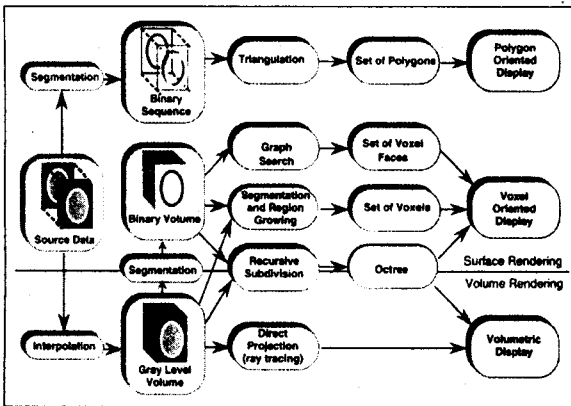 Segmentation
Binary
Sequence
Triangulation
Set of Polygons
Polygon
Oriented
Display
Source Data
Binary Volume
Graph
Search
Set of Voxel
Faces
Segmentation
and Region
Growing
Set of Voxels
Voxel
Oriented
Display
Segmentation
Recursive
Subdivision
Octree
Surface Rendering
Volume Rendering
Interpolation
Gray Level
Volume
Direct
Projection
(ray tracing)
Volumetric
Display